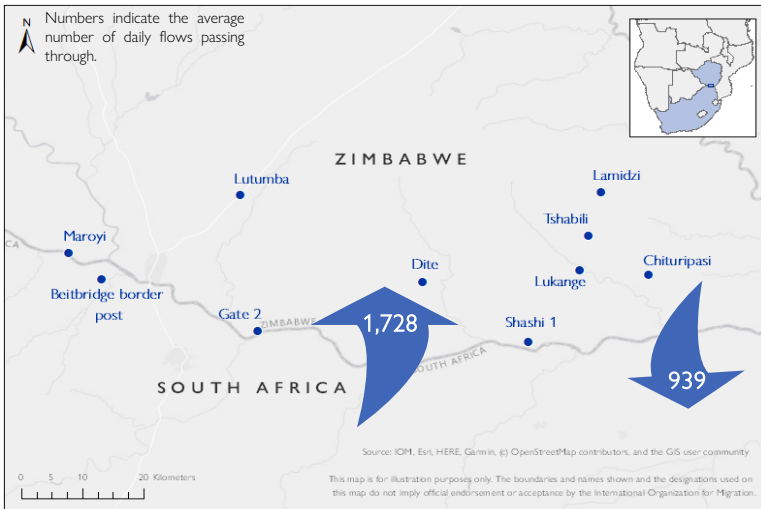 N
Numbers indicate the average
number of daily flows passing
through.
ZIMBABWE
Lutumba
Lamidzi
Tshabili
Maroyi
CA
Dite
Chituripasi
Lukange
Beitbridge border
post
Gate 2
ZIMBABWE
1,728
Shashi 1
SOUTH AFRICA
SOUTH AFRICA
939
Source: IOM, Esri, HERE, Garmin, (c) OpenStreetMap contributors, and the GIS user community
0 5 10 20 Kilometers
This map is for illustration purposes only. The boundaries and names shown and the designations used on
this map do not imply official endorsement or acceptance by the International Organization for Migration.